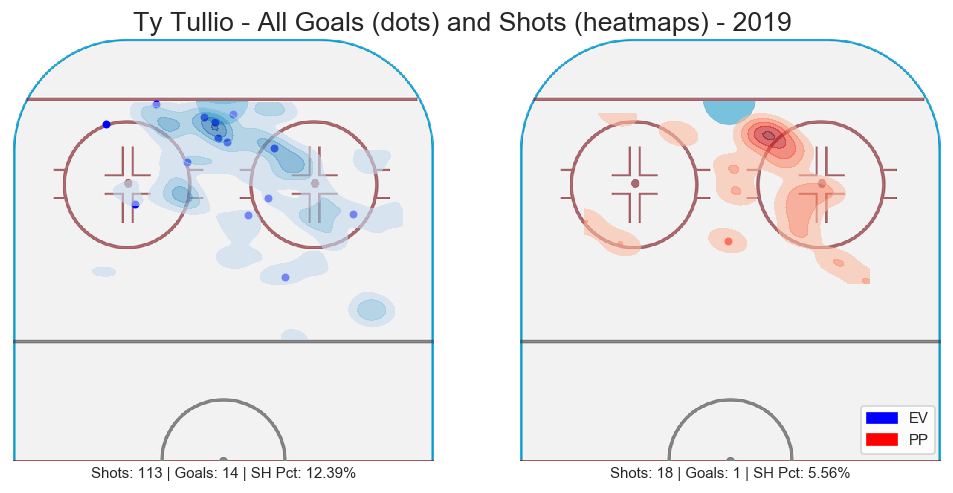 Ty Tullio - All Goals (dots) and Shots (heatmaps) - 2019
EV
PP
Shots: 113 | Goals: 14 | SH Pct: 12.39%
Shots: 18 | Goals: 1 | SH Pct: 5.56%